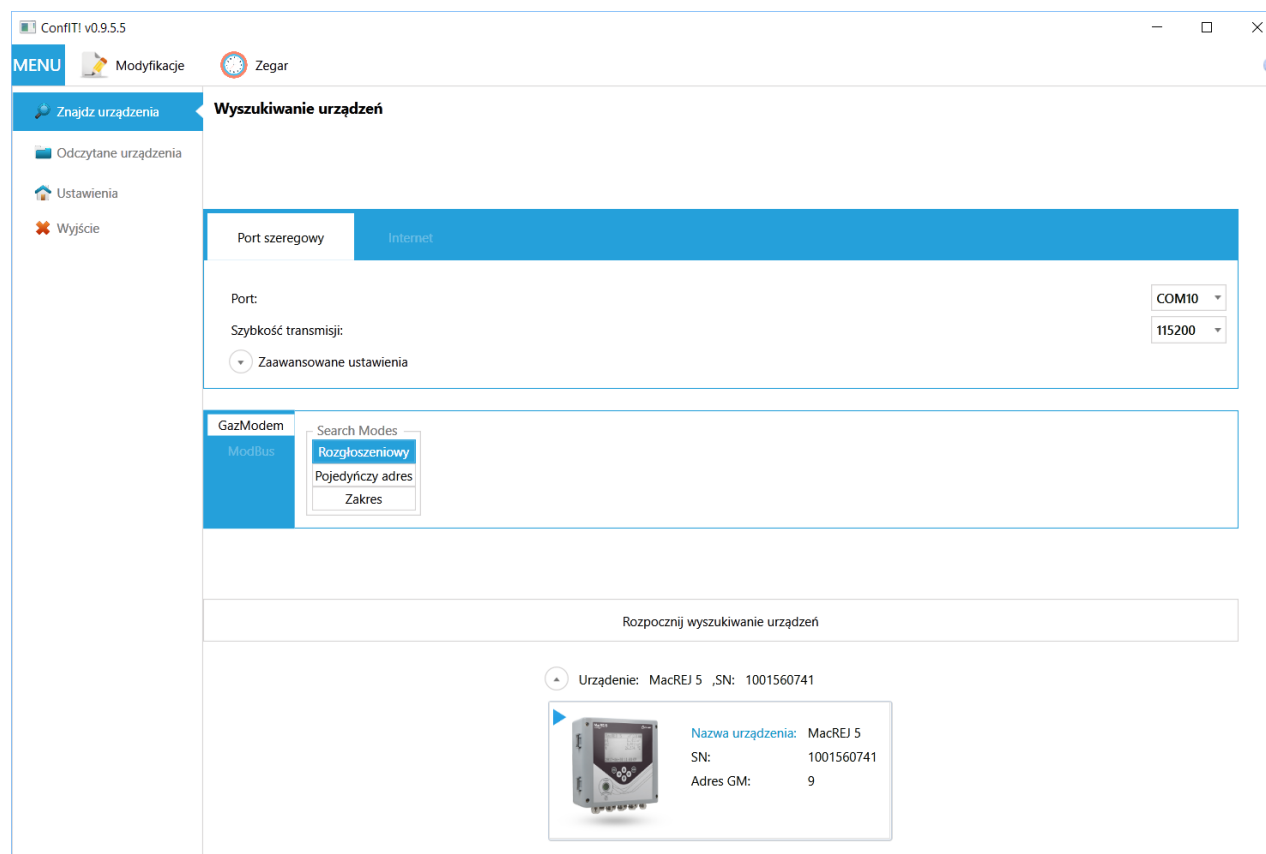 ConfIT! v0.9.5.5
MENU Modyfikacje Zegar
Znajdz urządzenia
Odczytane urządzenia
Ustawienia
Wyjście
Wyszukiwanie urządzeń
Port szeregowy Internet
Port: COM10
Szybkość transmisji: 115200
Zaawansowane ustawienia
GazModem
ModBus
Search Modes
Rozgłoszeniowy
Pojedyńczy adres
Zakres
Rozpocznij wyszukiwanie urządzeń
Urządenie: MacREJ 5 ,SN: 1001560741
Nazwa urządzenia: MacREJ 5
SN: 1001560741
Adres GM: 9